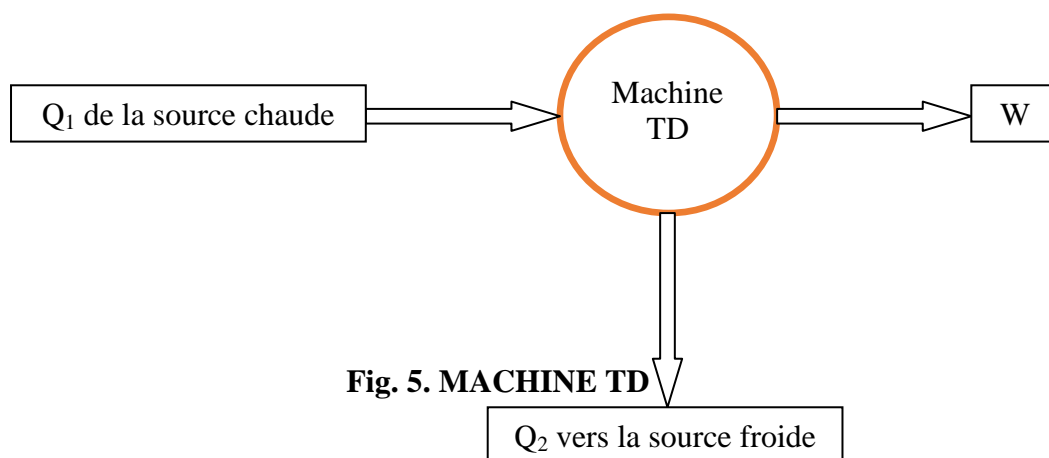 Q₁ de la source chaude
Machine
TD
W
Fig. 5. MACHINE TD
Q₂ vers la source froide